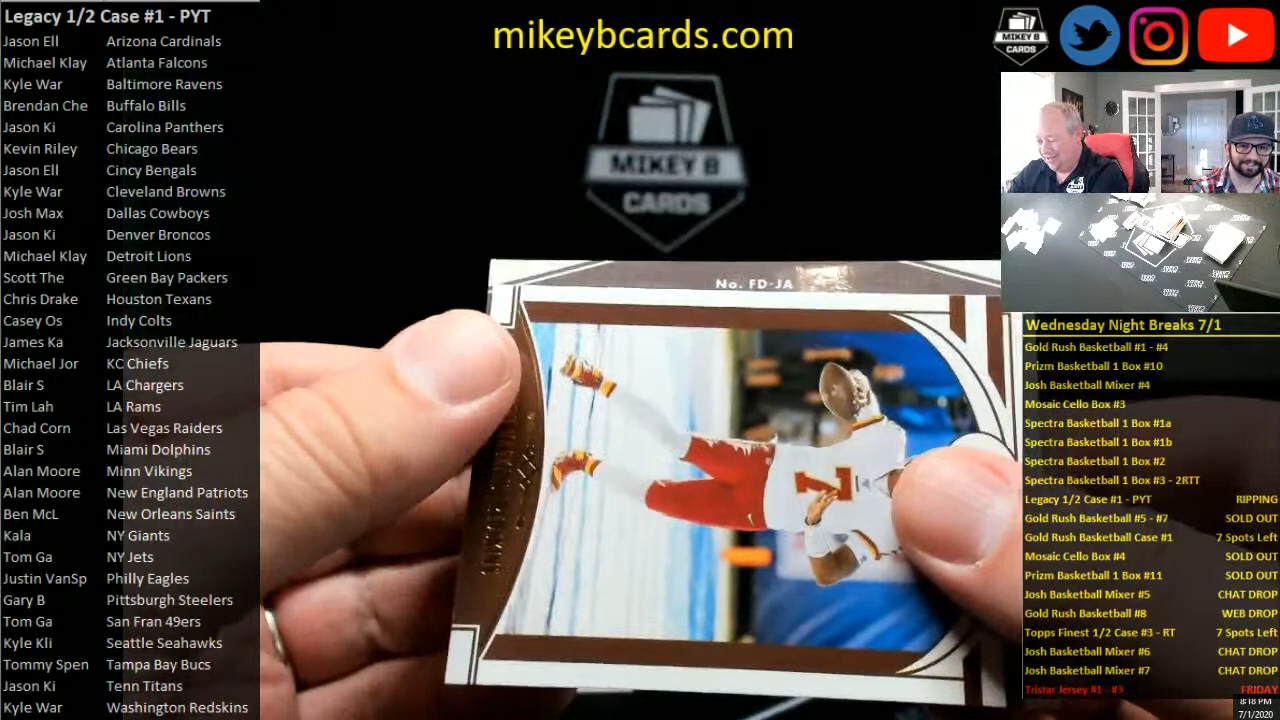 Legacy 1/2 Case #1 - PYT
Jason Ell Arizona Cardinals
Michael Klay Atlanta Falcons
Kyle War Baltimore Ravens
Brendan Che Buffalo Bills
Jason Ki Carolina Panthers
Kevin Riley Chicago Bears
Jason Ell Cincy Bengals
Kyle War Cleveland Browns
Josh Max Dallas Cowboys
Jason Ki Denver Broncos
Michael Klay Detroit Lions
Scott The Green Bay Packers
Chris Drake Houston Texans
Casey Os Indy Colts
James Ka Jacksonville Jaguars
Michael Jor KC Chiefs
Blair S LA Chargers
Tim Lah LA Rams
Chad Corn Las Vegas Raiders
Blair S Miami Dolphins
Alan Moore Minn Vikings
Alan Moore New England Patriots
Ben McL New Orleans Saints
Kala NY Giants
Tom Ga NY Jets
Justin VanSp Philly Eagles
Gary B Pittsburgh Steelers
Tom Ga San Fran 49ers
Kyle Kli Seattle Seahawks
Tommy Spen Tampa Bay Bucs
Jason Ki Tenn Titans
Kyle War Washington Redskins
mikeybcards.com
MIKEY B
CARDS
No. FD-JA
7
MIKEY B
CARDS
Wednesday Night Breaks 7/1
Gold Rush Basketball #1 - #4
Prizm Basketball 1 Box #10
Josh Basketball Mixer #4
Mosaic Cello Box #3
Spectra Basketball 1 Box #1a
Spectra Basketball 1 Box #1b
Spectra Basketball 1 Box #2
Spectra Basketball 1 Box #3 - 2RTT
Legacy 1/2 Case #1 - PYT RIPPING
Gold Rush Basketball #5 - #7 SOLD OUT
Gold Rush Basketball Case #1 7 Spots Left
Mosaic Cello Box #4 SOLD OUT
Prizm Basketball 1 Box #11 SOLD OUT
Josh Basketball Mixer #5 CHAT DROP
Gold Rush Basketball #8 WEB DROP
Topps Finest 1/2 Case #3 - RT 7 Spots Left
Josh Basketball Mixer #6 CHAT DROP
Josh Basketball Mixer #7 CHAT DROP
Tristar Jersey #1 - #3 FRIDAY
8:18 PM
7/1/2020